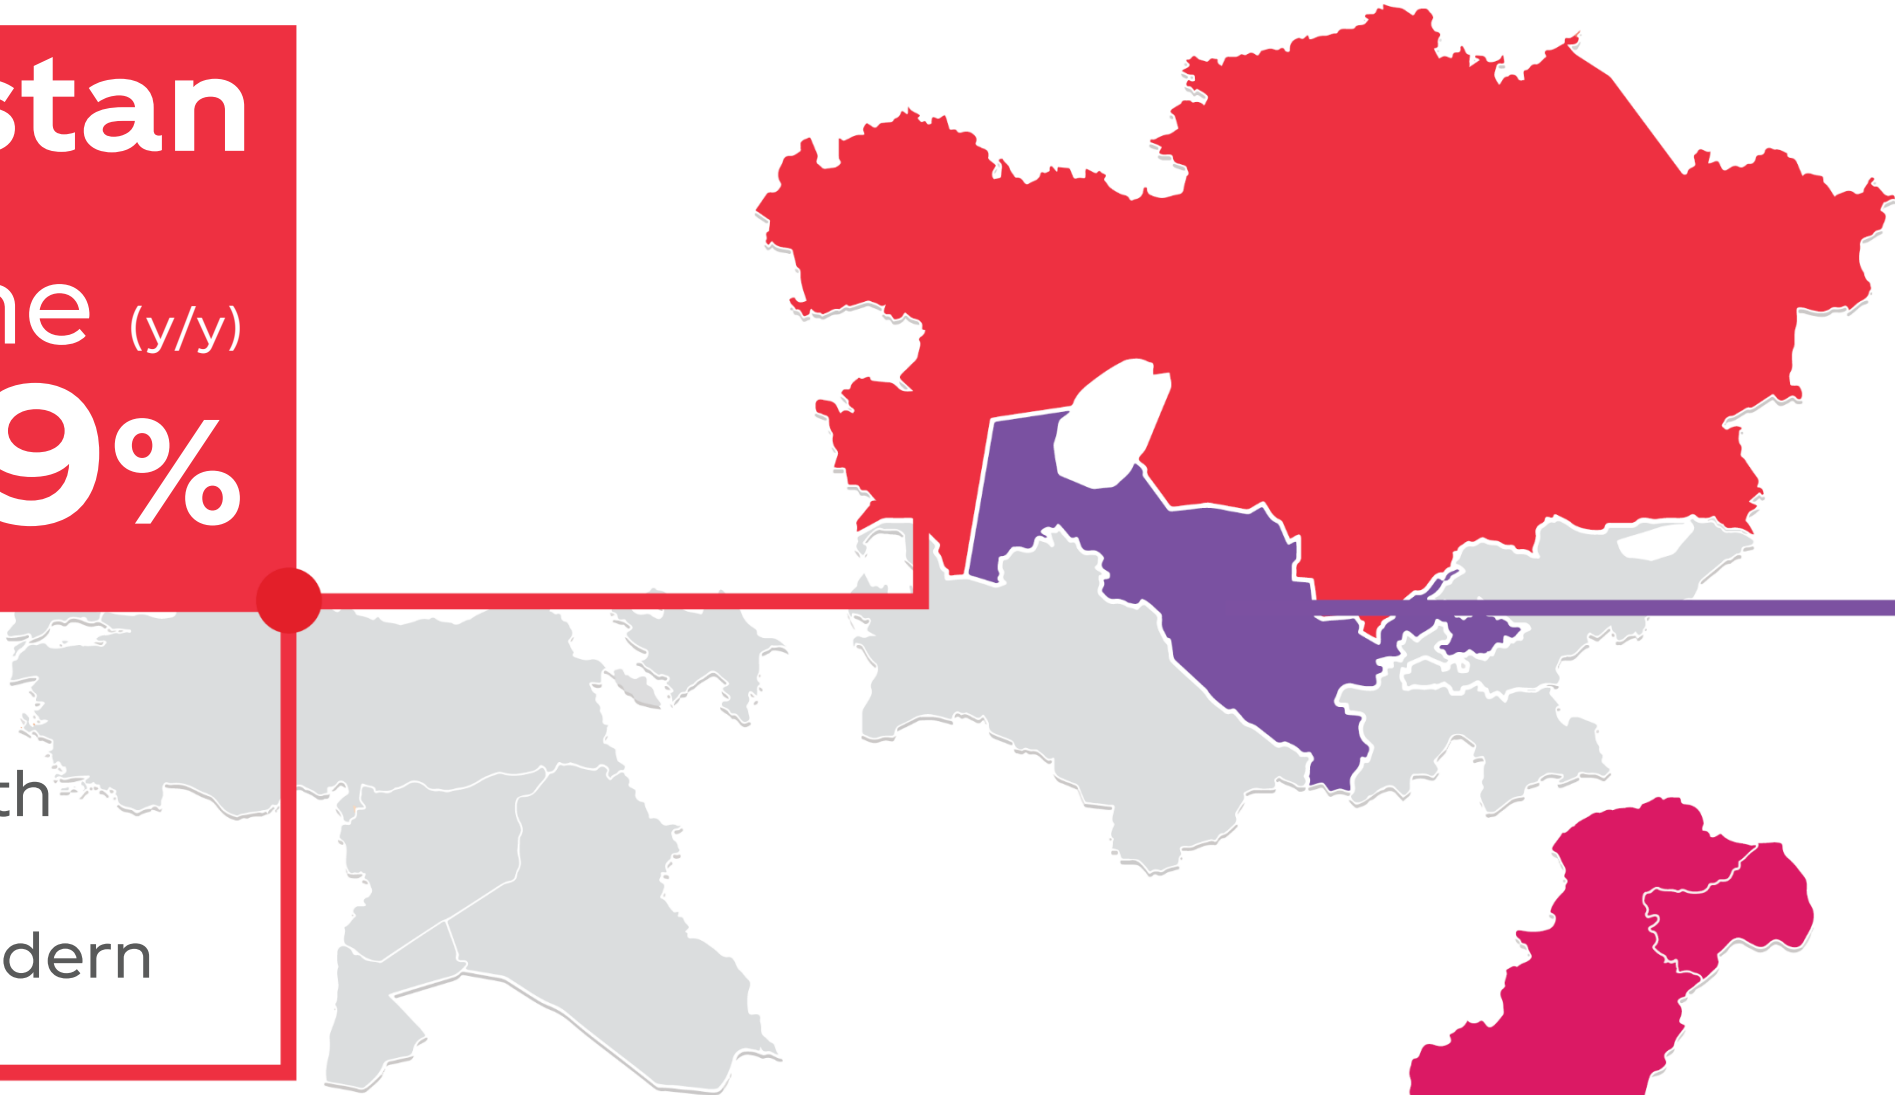 stan
ne (y/y)
9%
th
dern